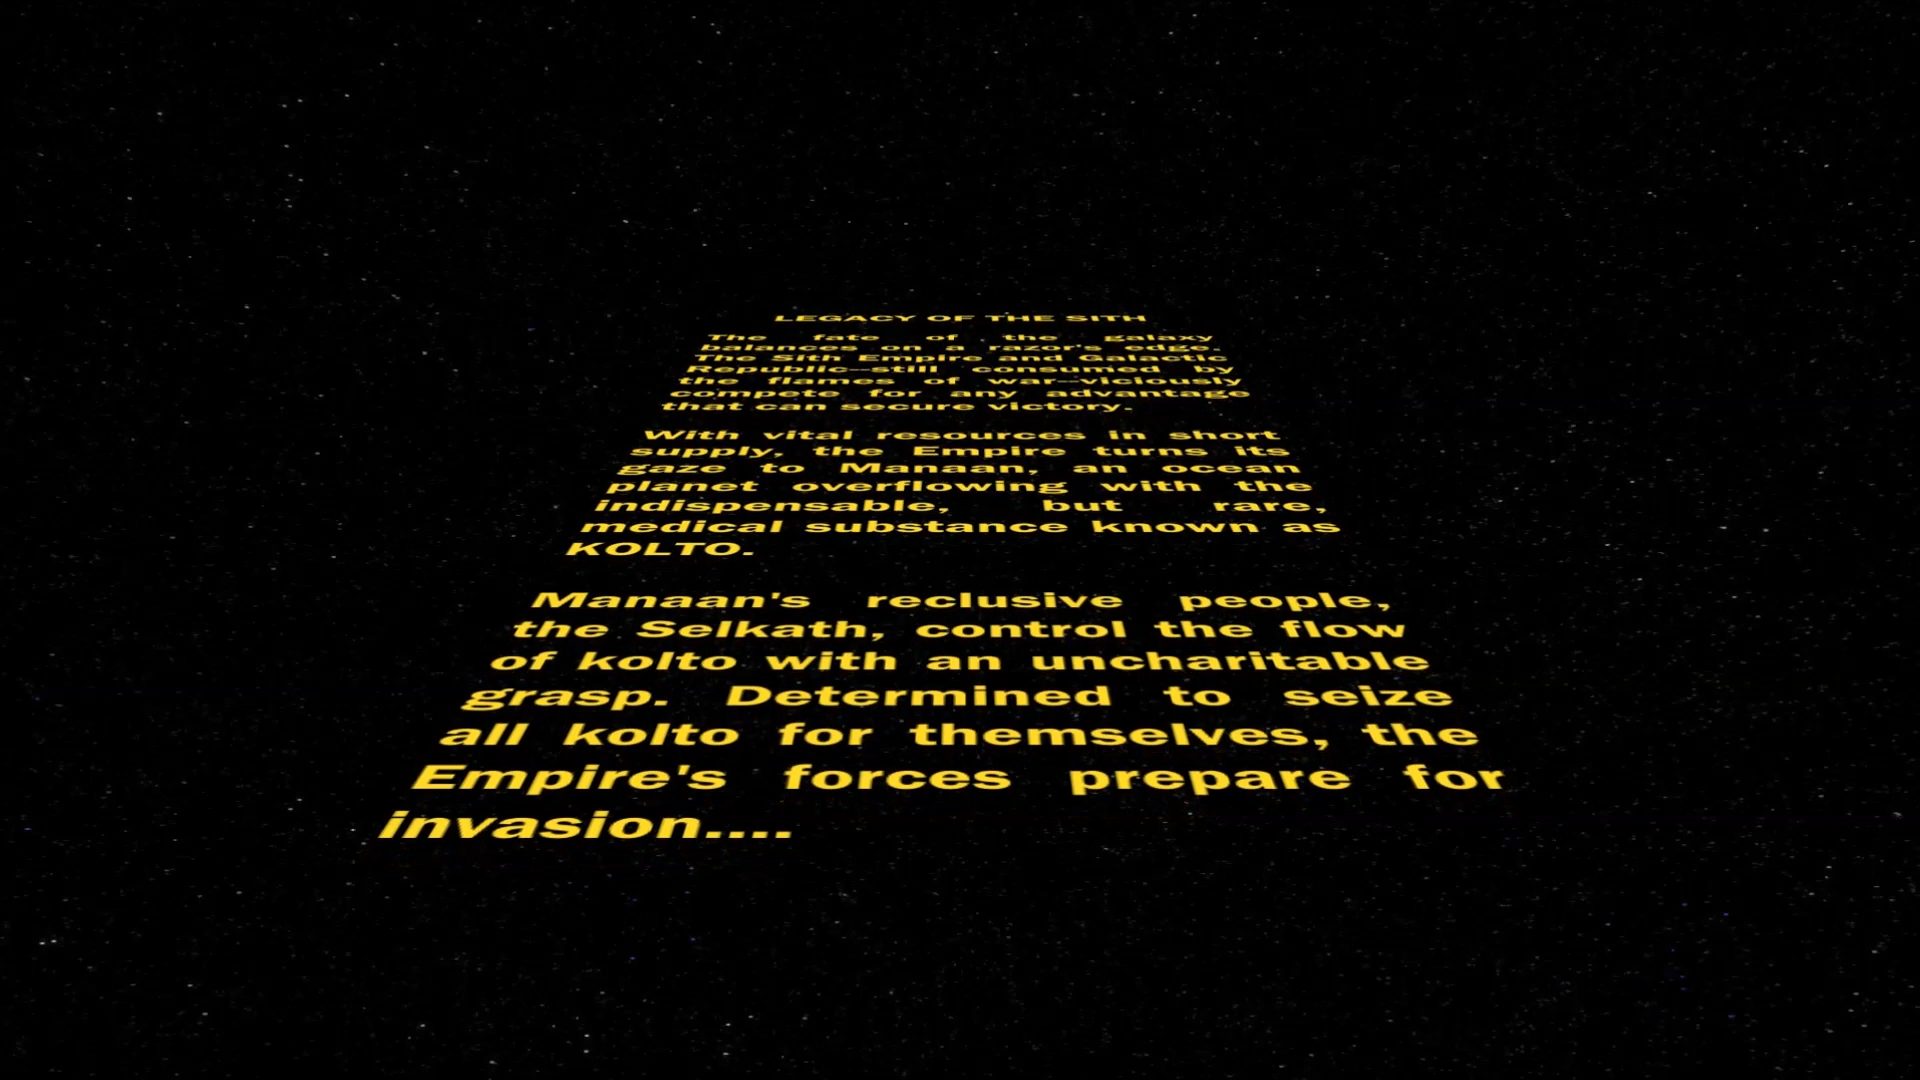 LEGACY OF THE SITH
The fate of the galaxy
balances on a razor's edge.
The Sith Empire and Galactic
Republic--still consumed by
the flames of war--viciously
compete for any advantage
that can secure victory.
With vital resources in short
supply, the Empire turns its
gaze to Manaan, an ocean
planet overflowing with the
indispensable, but rare,
medical substance known as
KOLTO.
Manaan's reclusive people,
the Selkath, control the flow
of kolto with an uncharitable
grasp. Determined to seize
all kolto for themselves, the
Empire's forces prepare for
invasion....